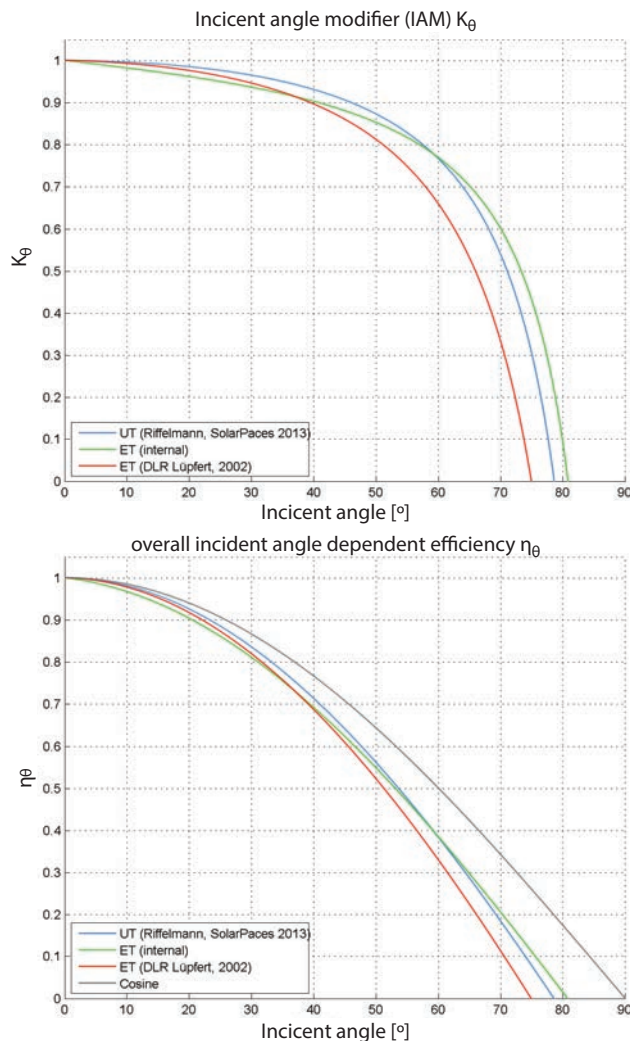 Incicent angle modifier (IAM) Kθ
1
0.9
0.8
0.7
0.6
0.5
0.4
0.3
0.2
0.1
0
Kθ
UT (Riffelmann, SolarPaces 2013)
ET (internal)
ET (DLR Lüpfert, 2002)
0 10 20 30 40 50 60 70 80 90
Incicent angle [º]
overall incident angle dependent efficiency ηθ
1
0.9
0.8
0.7
0.6
0.5
0.4
0.3
0.2
0.1
0
ηθ
UT (Riffelmann, SolarPaces 2013)
ET (internal)
ET (DLR Lüpfert, 2002)
Cosine
0 10 20 30 40 50 60 70 80 90
Incicent angle [º]